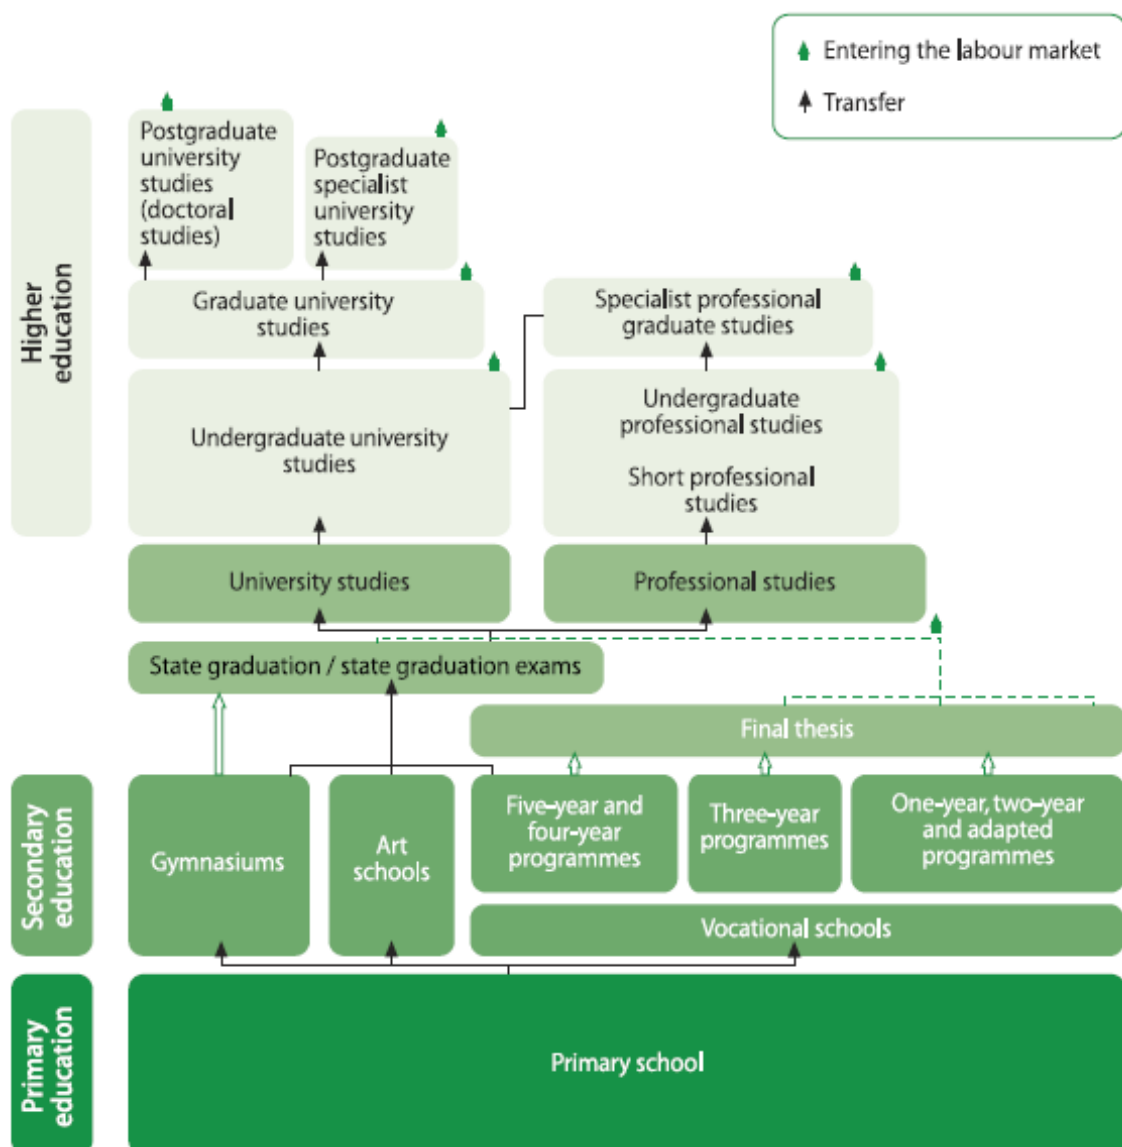 Entering the labour market
Transfer
Higher
education
Postgraduate
university
studies
(doctoral
studies)
Postgraduate
specialist
university
studies
Graduate university
studies
Specialist professional
graduate studies
Undergraduate university
studies
Undergraduate
professional studies
Short professional
studies
University studies
Professional studies
State graduation / state graduation exams
Final thesis
Secondary
education
Gymnasiums
Art
schools
Five-year and
four-year
programmes
Three-year
programmes
One-year, two-year
and adapted
programmes
Vocational schools
Primary
education
Primary school